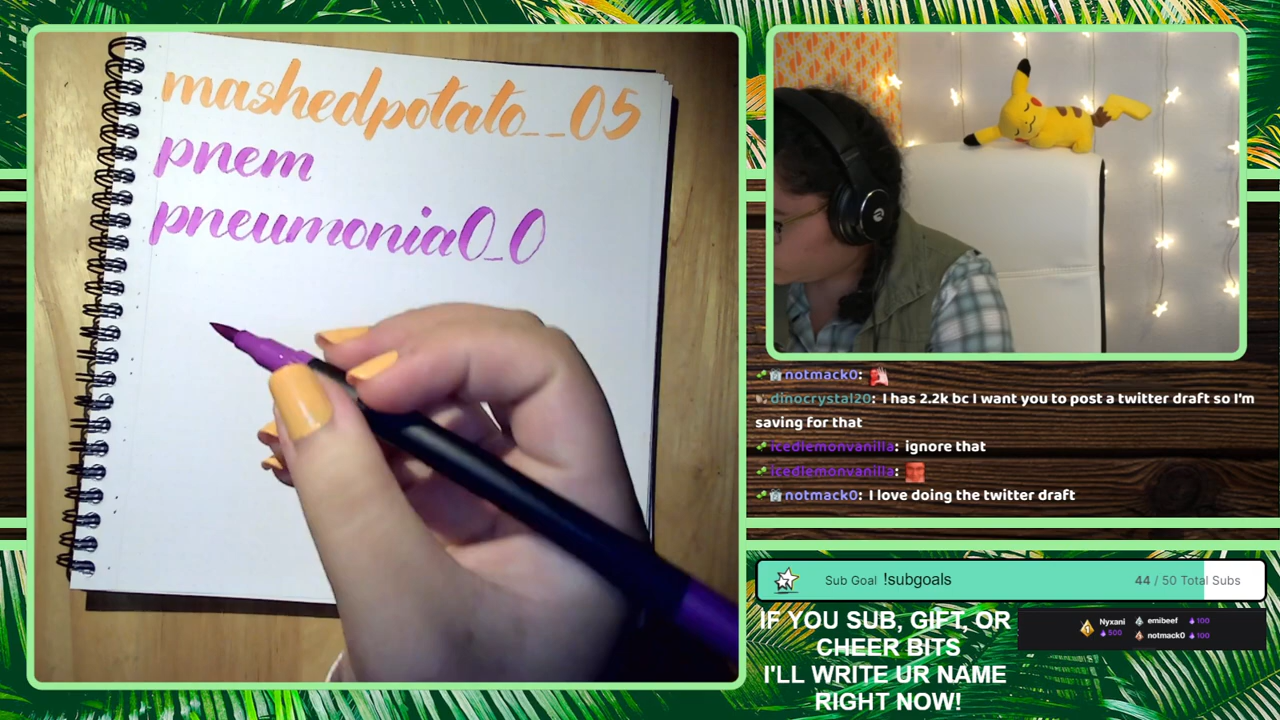 mashedpotato__05
pnem
pneumonia0_0
notmack0:
dinocrystal20: I has 2.2k bc I want you to post a twitter draft so I'm
saving for that
icedlemonvanilla: ignore that
icedlemonvanilla:
notmack0: I love doing the twitter draft
Sub Goal !subgoals 44 / 50 Total Subs
IF YOU SUB, GIFT, OR
CHEER BITS
I'LL WRITE UR NAME
RIGHT NOW!
1 Nyxani 500
emibeef 100
notmack0 100